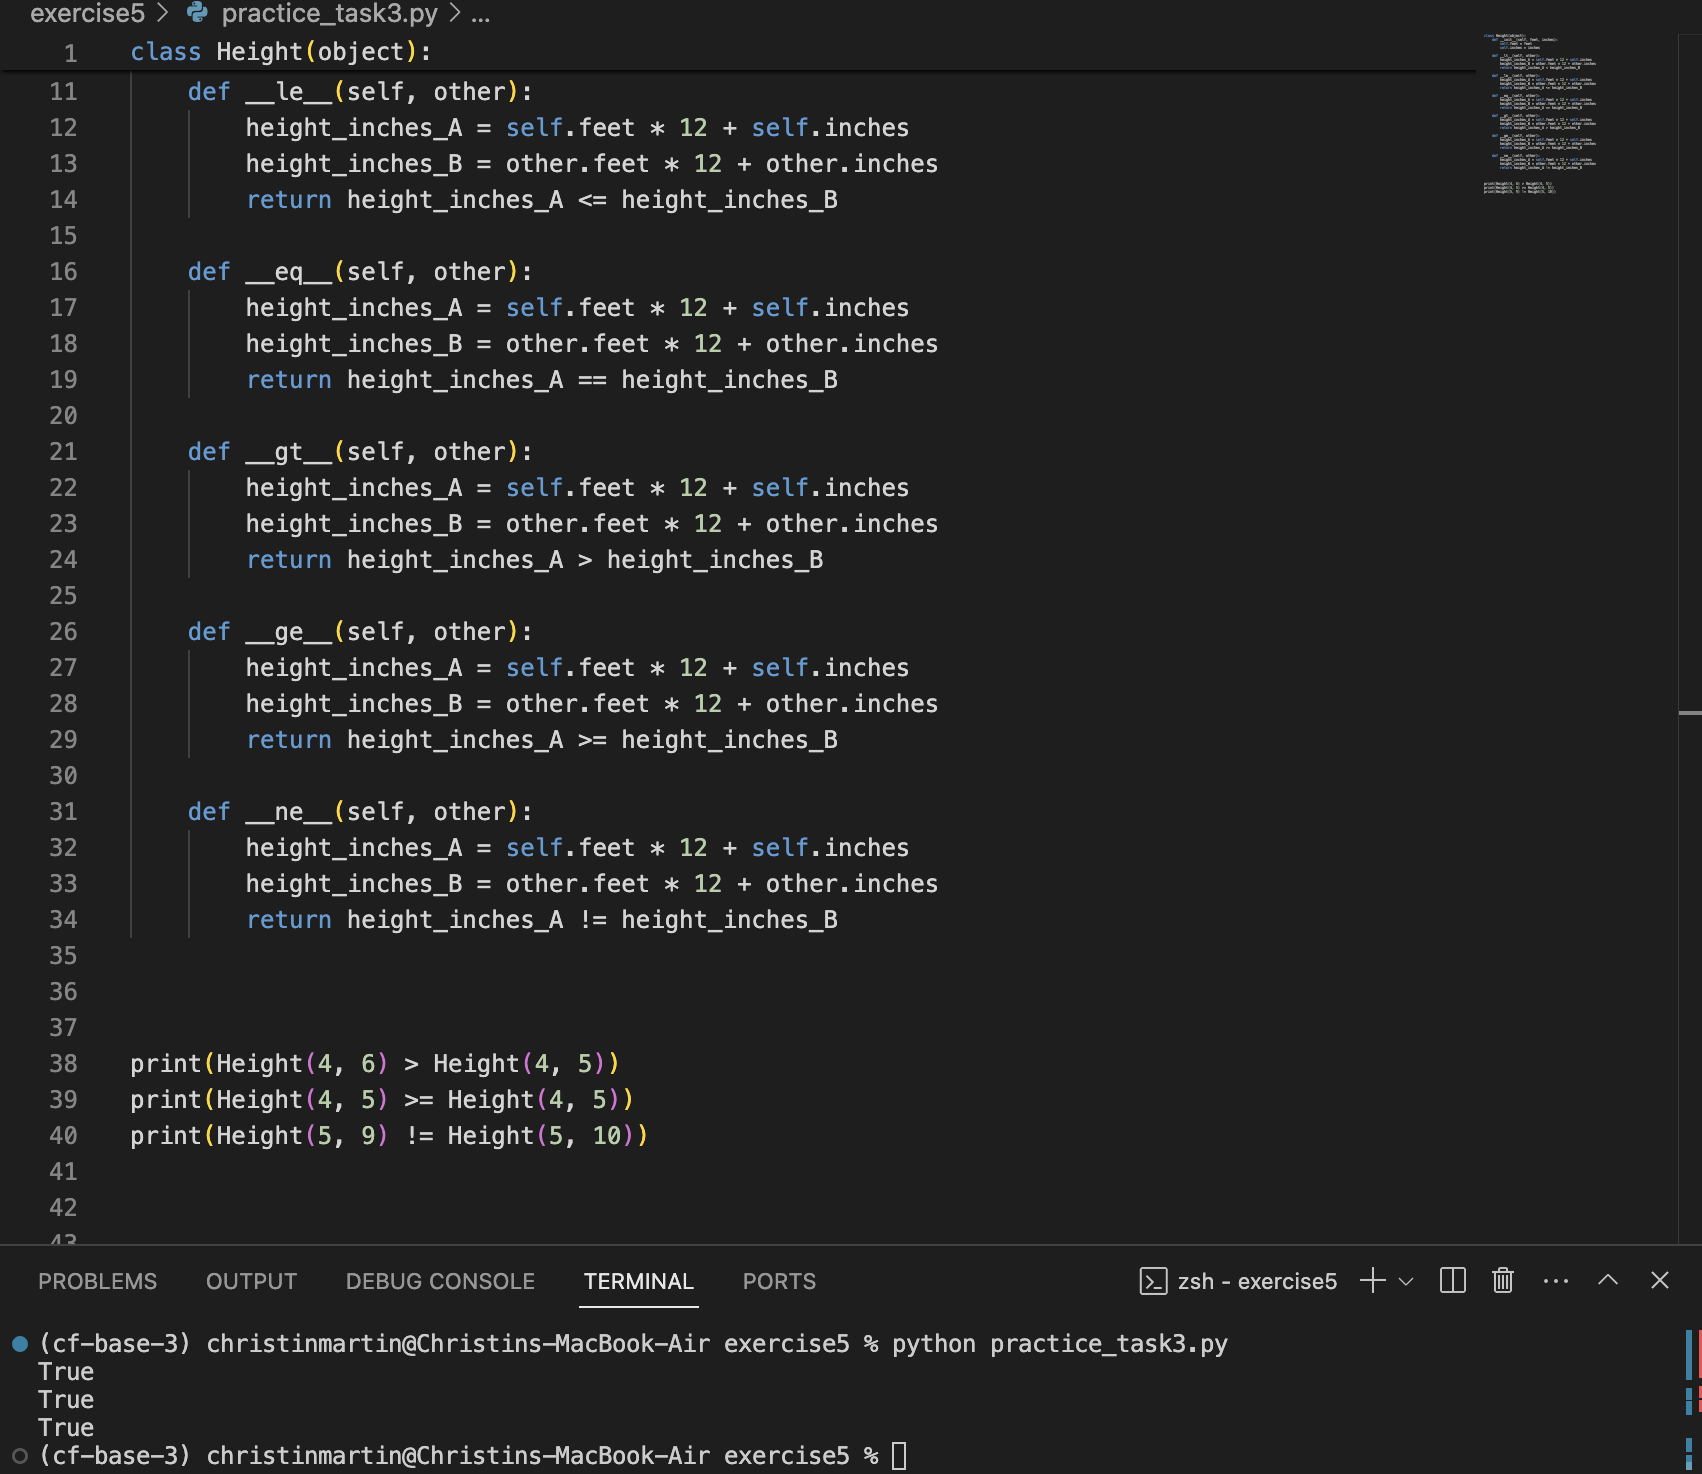 exercise5 > practice_task3.py > ...
1 class Height(object):
11     def __le__(self, other):
12         height_inches_A = self.feet * 12 + self.inches
13         height_inches_B = other.feet * 12 + other.inches
14         return height_inches_A <= height_inches_B
15
16     def __eq__(self, other):
17         height_inches_A = self.feet * 12 + self.inches
18         height_inches_B = other.feet * 12 + other.inches
19         return height_inches_A == height_inches_B
20
21     def __gt__(self, other):
22         height_inches_A = self.feet * 12 + self.inches
23         height_inches_B = other.feet * 12 + other.inches
24         return height_inches_A > height_inches_B
25
26     def __ge__(self, other):
27         height_inches_A = self.feet * 12 + self.inches
28         height_inches_B = other.feet * 12 + other.inches
29         return height_inches_A >= height_inches_B
30
31     def __ne__(self, other):
32         height_inches_A = self.feet * 12 + self.inches
33         height_inches_B = other.feet * 12 + other.inches
34         return height_inches_A != height_inches_B
35
36
37
38 print(Height(4, 6) > Height(4, 5))
39 print(Height(4, 5) >= Height(4, 5))
40 print(Height(5, 9) != Height(5, 10))
41
42
43
PROBLEMS OUTPUT DEBUG CONSOLE TERMINAL PORTS zsh - exercise5
(cf-base-3) christinmartin@Christins-MacBook-Air exercise5 % python practice_task3.py
True
True
True
(cf-base-3) christinmartin@Christins-MacBook-Air exercise5 %